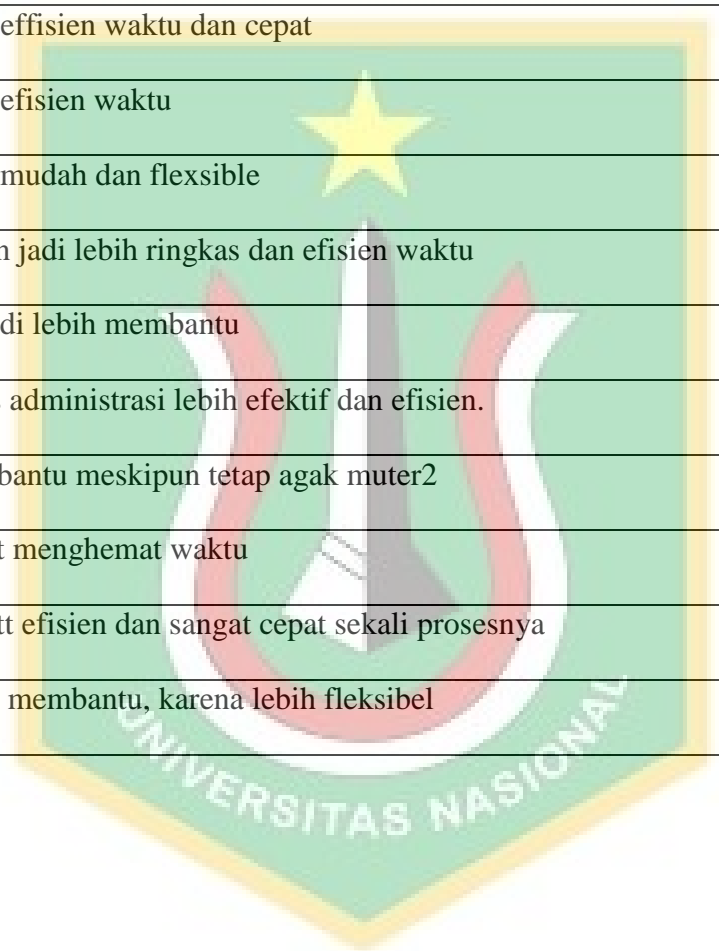 effisien waktu dan cepat
efisien waktu
mudah dan flexsible
jadi lebih ringkas dan efisien waktu
di lebih membantu
administrasi lebih efektif dan efisien.
bantu meskipun tetap agak muter2
t menghemat waktu
tt efisien dan sangat cepat sekali prosesnya
membantu, karena lebih fleksibel
UNIVERSITAS NASIONAL